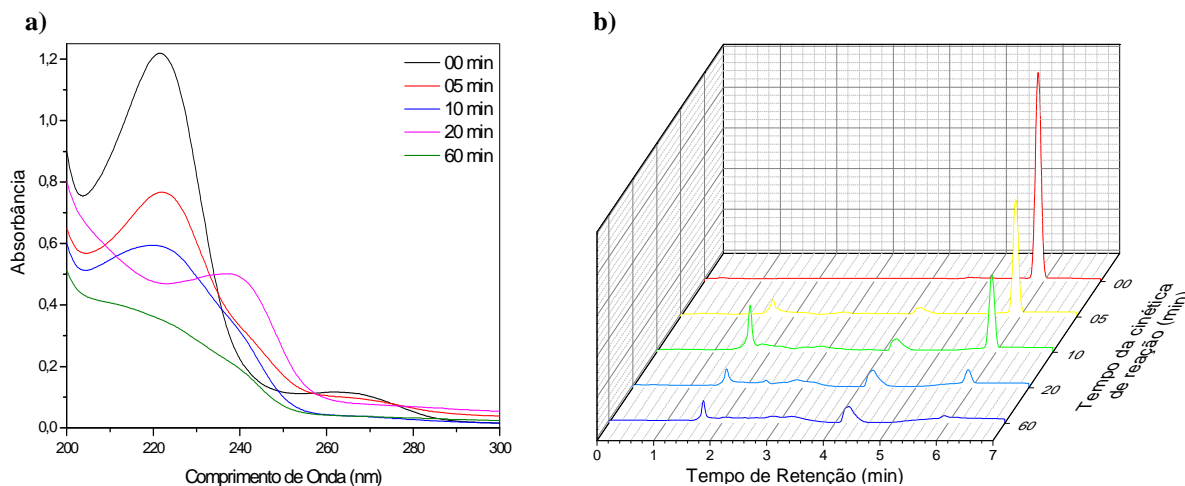 a)
1,2
1,0
0,8
0,6
0,4
0,2
0,0
200 220 240 260 280 300
Absorbância
Comprimento de Onda (nm)
00 min
05 min
10 min
20 min
60 min
b)
00
05
10
20
60
Tempo da cinética
de reação (min)
0 1 2 3 4 5 6 7
Tempo de Retenção (min)